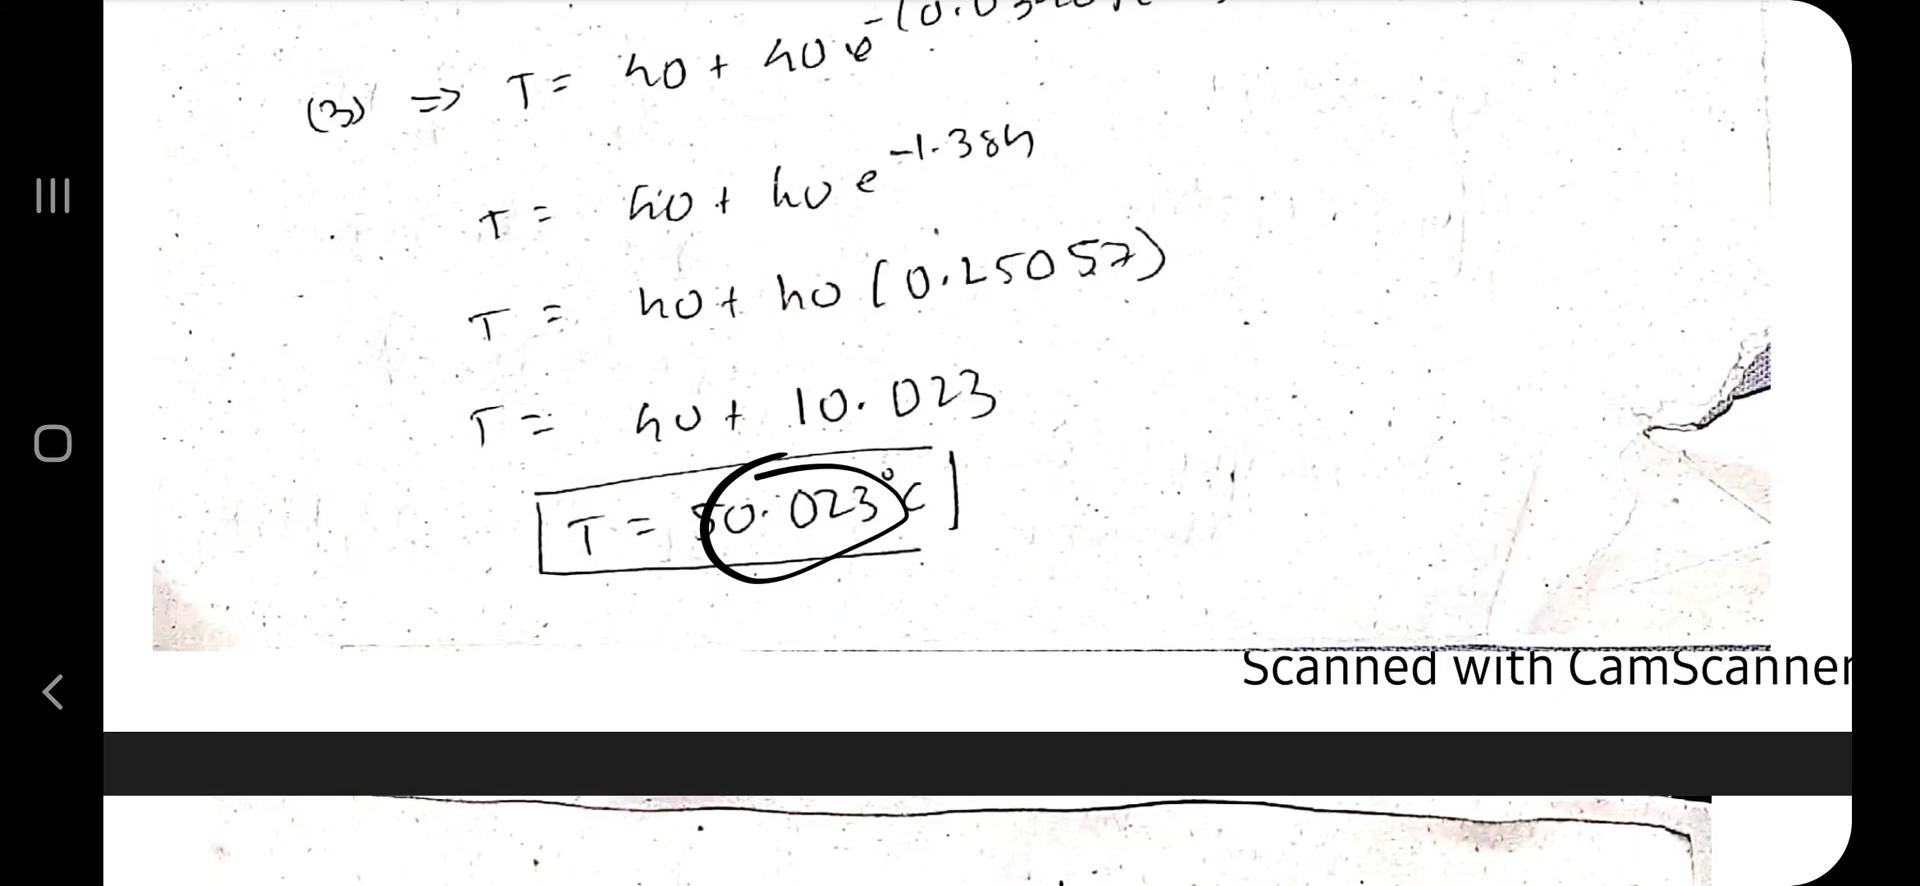 (3) => T = 40 + 40 e
T = 40 + 40 e^-1.384
T = 40 + 40 (0.25057)
T = 40 + 10.023
T = 50.023°C
Scanned with CamScanner